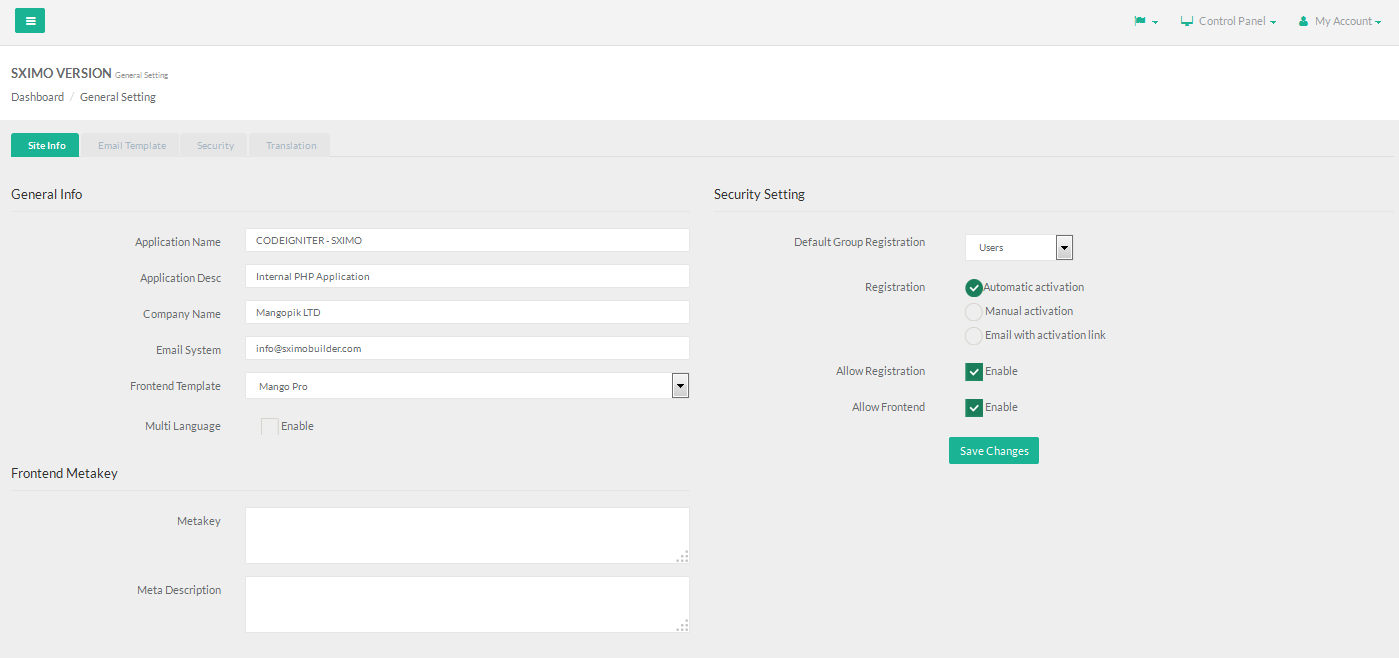 Control Panel My Account
SXIMO VERSION General Setting
Dashboard / General Setting
Site Info Email Template Security Translation
General Info
Application Name CODEIGNITER - SXIMO
Application Desc Internal PHP Application
Company Name Mangopik LTD
Email System info@sximobuilder.com
Frontend Template Mango Pro
Multi Language Enable
Frontend Metakey
Metakey
Meta Description
Security Setting
Default Group Registration Users
Registration Automatic activation
Manual activation
Email with activation link
Allow Registration Enable
Allow Frontend Enable
Save Changes